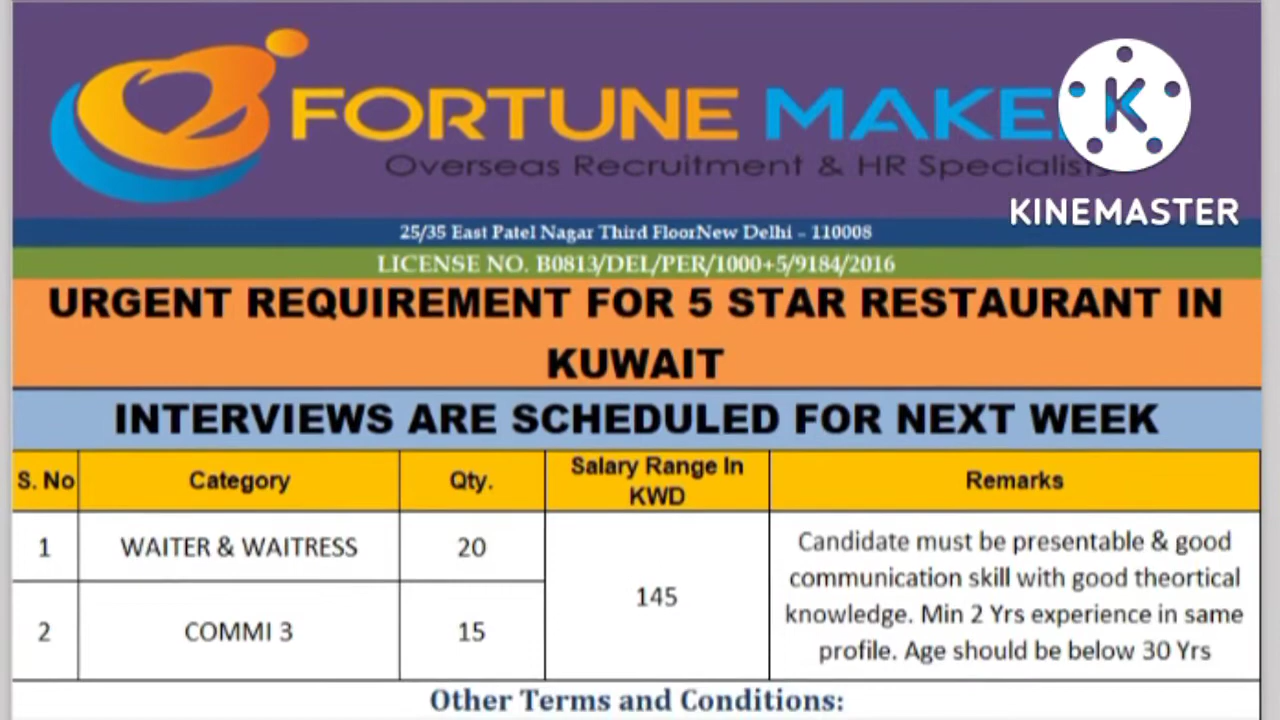 FORTUNE MAKE
Overseas Recruitment & HR Specialists
K
KINEMASTER
25/35 East Patel Nagar Third FloorNew Delhi – 110008
LICENSE NO. B0813/DEL/PER/1000+5/9184/2016
URGENT REQUIREMENT FOR 5 STAR RESTAURANT IN
KUWAIT
INTERVIEWS ARE SCHEDULED FOR NEXT WEEK
S. No Category Qty. Salary Range In
KWD Remarks
1 WAITER & WAITRESS 20
2 COMMI 3 15
145
Candidate must be presentable & good
communication skill with good theortical
knowledge. Min 2 Yrs experience in same
profile. Age should be below 30 Yrs
Other Terms and Conditions: